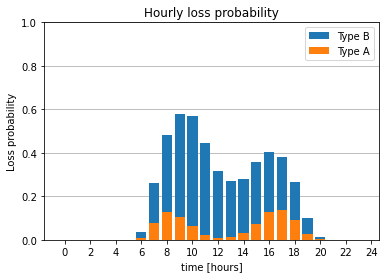 Hourly loss probability
Type B
Type A
Loss probability
1.0
0.8
0.6
0.4
0.2
0.0
0 2 4 6 8 10 12 14 16 18 20 22 24
time [hours]